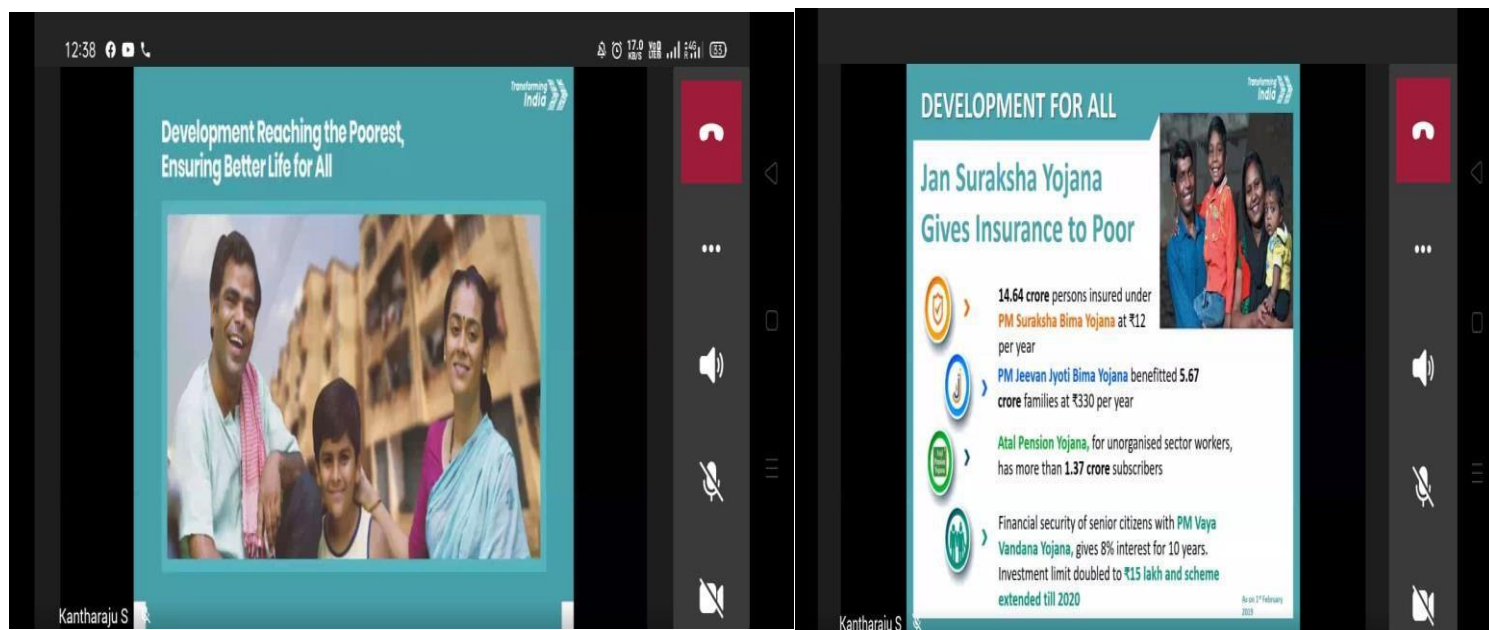 12:38
17.0
KB/S
33
Transforming
India
Development Reaching the Poorest,
Ensuring Better Life for All
Kantharaju S
Transforming
India
DEVELOPMENT FOR ALL
Jan Suraksha Yojana
Gives Insurance to Poor
14.64 crore persons insured under
PM Suraksha Bima Yojana at ₹12
per year
PM Jeevan Jyoti Bima Yojana benefitted 5.67
crore families at ₹330 per year
Atal Pension Yojana, for unorganised sector workers,
has more than 1.37 crore subscribers
Financial security of senior citizens with PM Vaya
Vandana Yojana, gives 8% interest for 10 years.
Investment limit doubled to ₹15 lakh and scheme
extended till 2020
As on 1st February
2019
Kantharaju S